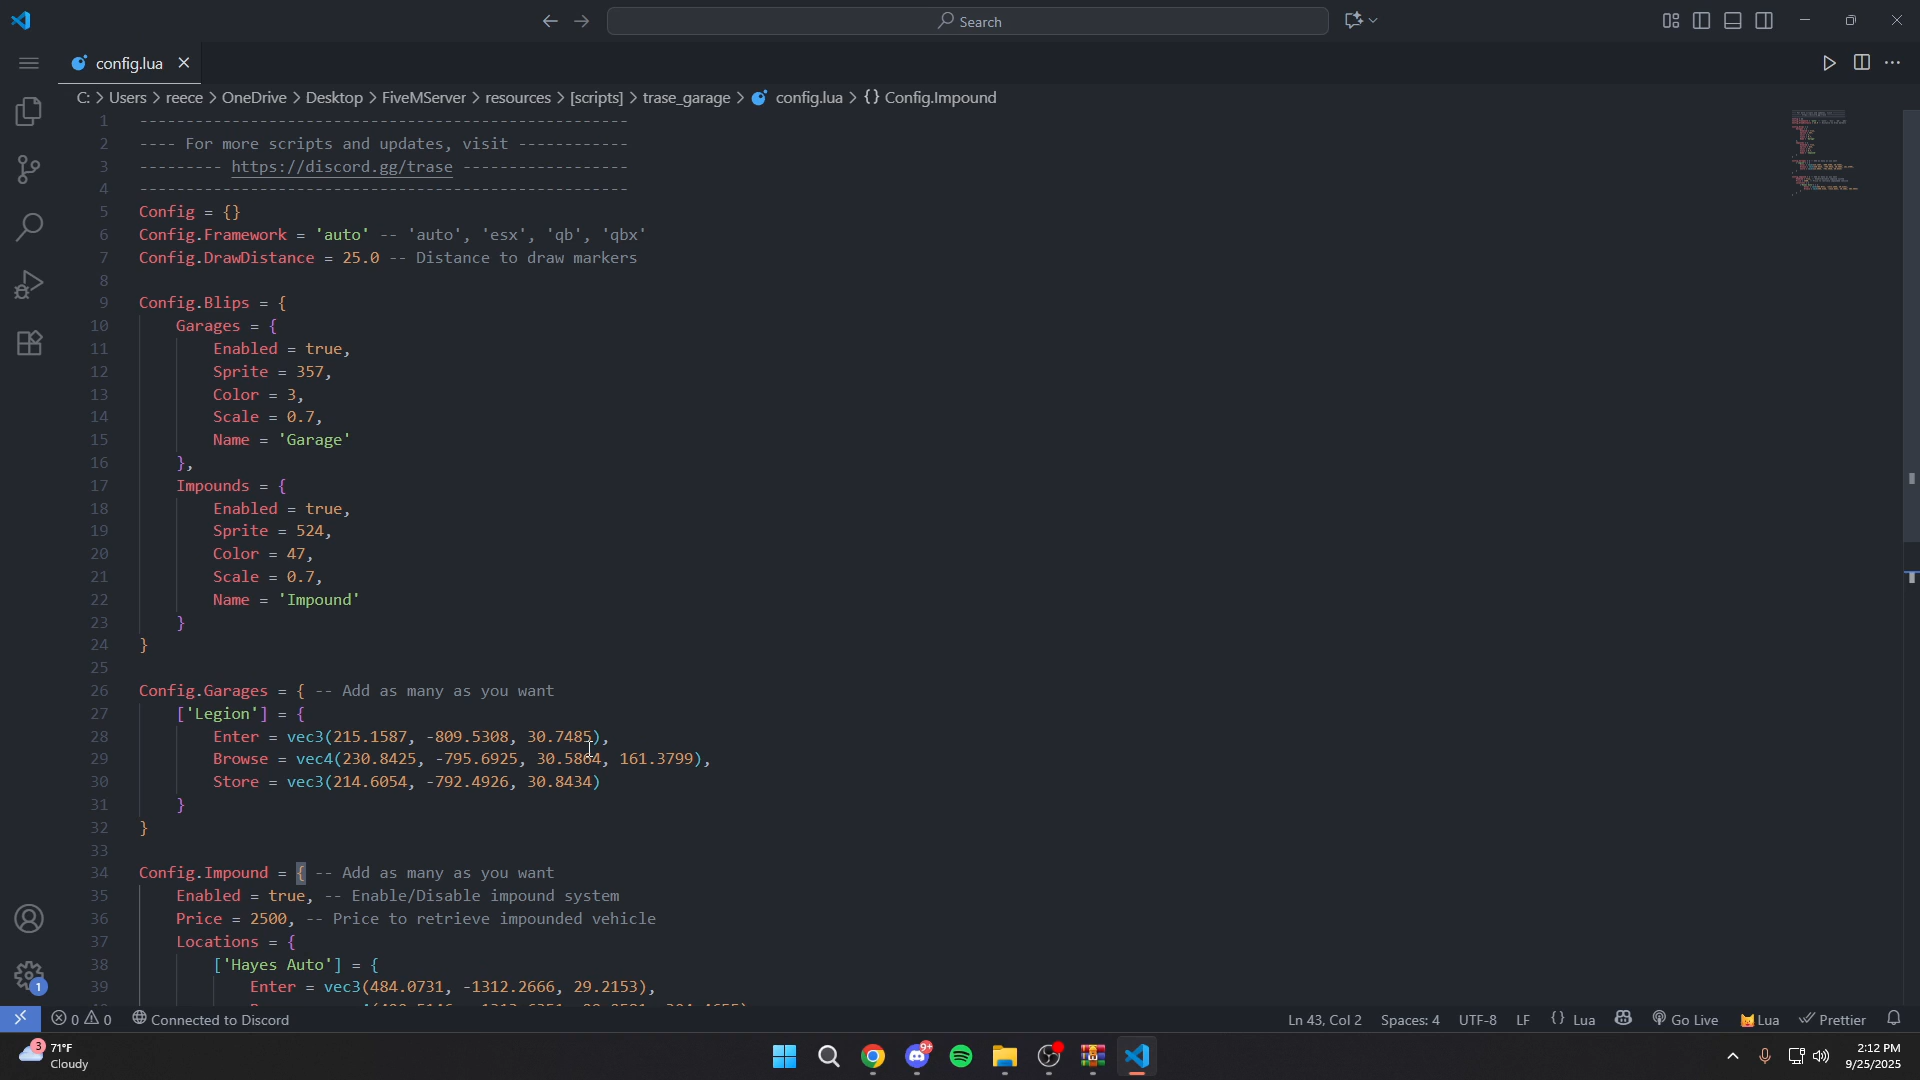 Search
config.lua
C: > Users > reece > OneDrive > Desktop > FiveMServer > resources > [scripts] > trase_garage > config.lua > {} Config.Impound
1 -----------------------------------------------------
2 ---- For more scripts and updates, visit ------------
3 --------- https://discord.gg/trase ------------------
4 -----------------------------------------------------
5 Config = {}
6 Config.Framework = 'auto' -- 'auto', 'esx', 'qb', 'qbx'
7 Config.DrawDistance = 25.0 -- Distance to draw markers
8
9 Config.Blips = {
10 Garages = {
11 Enabled = true,
12 Sprite = 357,
13 Color = 3,
14 Scale = 0.7,
15 Name = 'Garage'
16 },
17 Impounds = {
18 Enabled = true,
19 Sprite = 524,
20 Color = 47,
21 Scale = 0.7,
22 Name = 'Impound'
23 }
24 }
25
26 Config.Garages = { -- Add as many as you want
27 ['Legion'] = {
28 Enter = vec3(215.1587, -809.5308, 30.7485),
29 Browse = vec4(230.8425, -795.6925, 30.5864, 161.3799),
30 Store = vec3(214.6054, -792.4926, 30.8434)
31 }
32 }
33
34 Config.Impound = { -- Add as many as you want
35 Enabled = true, -- Enable/Disable impound system
36 Price = 2500, -- Price to retrieve impounded vehicle
37 Locations = {
38 ['Hayes Auto'] = {
39 Enter = vec3(484.0731, -1312.2666, 29.2153),
1
0 0 Connected to Discord Ln 43, Col 2 Spaces: 4 UTF-8 LF {} Lua Go Live Lua Prettier
3 71°F
Cloudy
9+
2:12 PM
9/25/2025